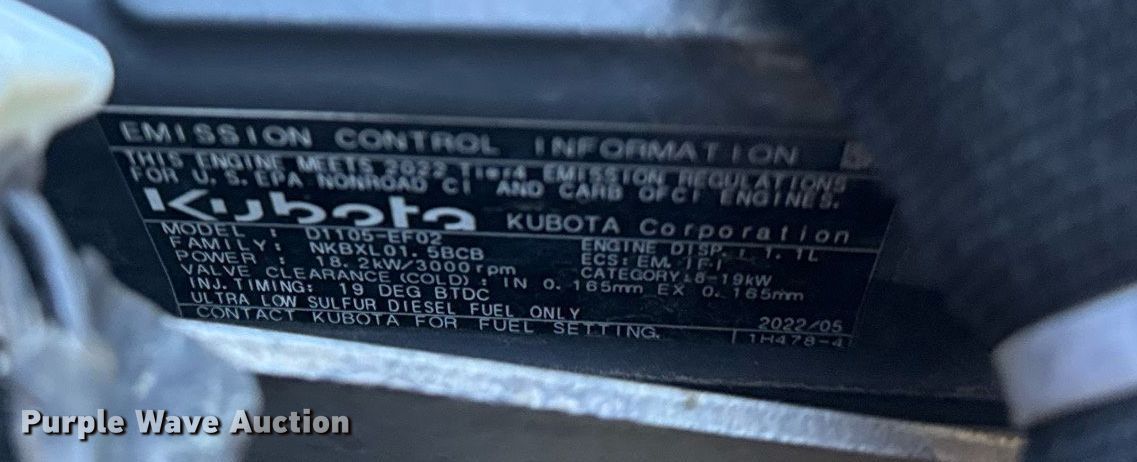 EMISSION CONTROL INFORMATION
THIS ENGINE MEETS 2022 Tier4 EMISSION REGULATIONS
FOR U.S.EPA NONROAD CI AND CARB OFCI ENGINES.
Kubota KUBOTA Corporation
MODEL : D1105-EF02 ENGINE DISP. 1.1L
FAMILY: NKBXL01.5BCB ECS:EM, IFI
POWER : 18.2kW/3000rpm CATEGORY:8-19kW
VALVE CLEARANCE(COLD): IN 0.165mm EX 0.165mm
INJ.TIMING: 19 DEG BTDC
ULTRA LOW SULFUR DIESEL FUEL ONLY 2022/05
CONTACT KUBOTA FOR FUEL SETTING. 1H478-4
Purple Wave Auction